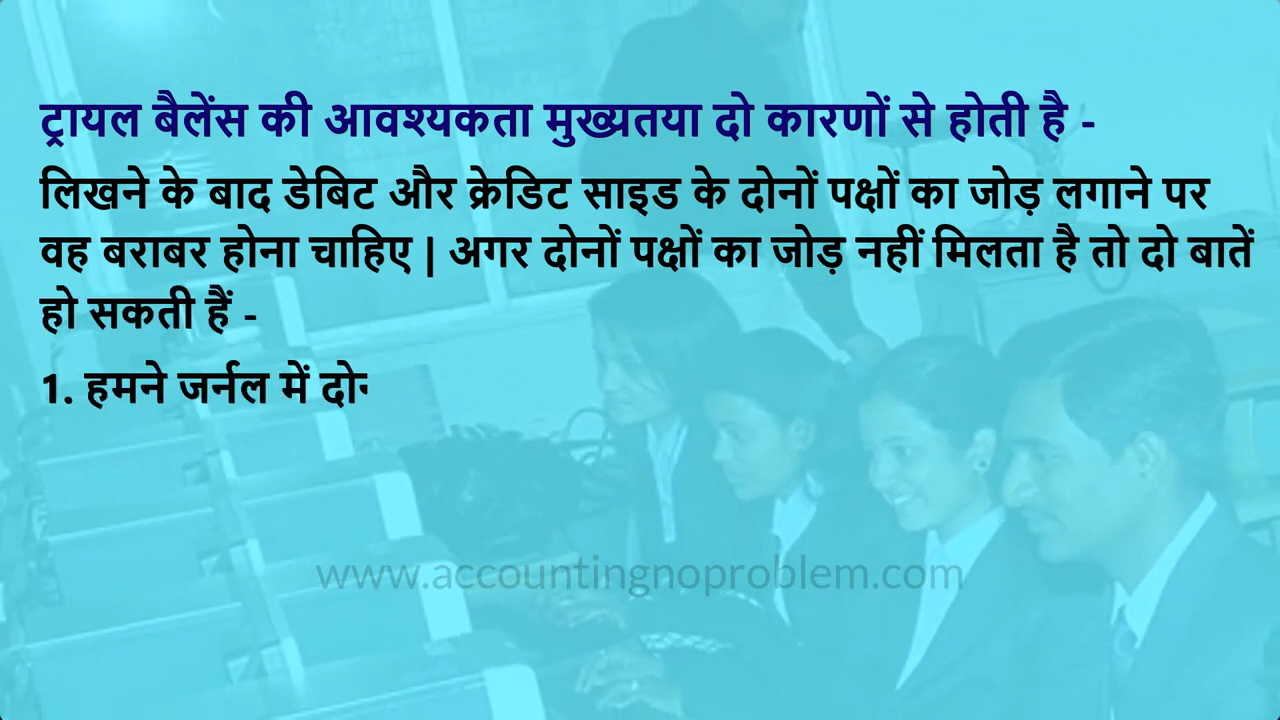 ट्रायल बैलेंस की आवश्यकता मुख्यतया दो कारणों से होती है -
लिखने के बाद डेबिट और क्रेडिट साइड के दोनों पक्षों का जोड़ लगाने पर
वह बराबर होना चाहिए | अगर दोनों पक्षों का जोड़ नहीं मिलता है तो दो बातें
हो सकती हैं -
1. हमने जर्नल में
www.accountingnoproblem.com